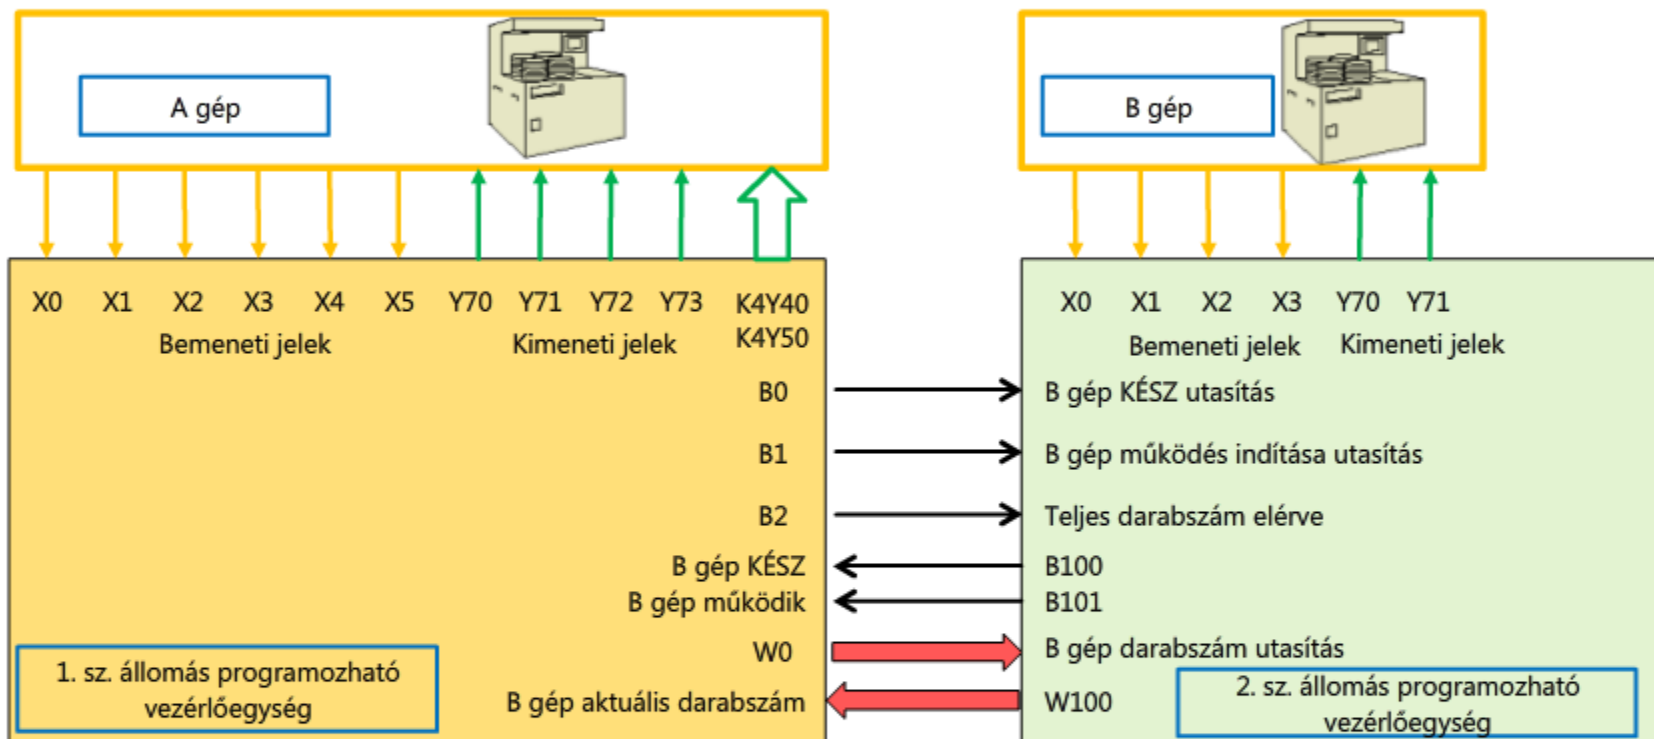 A gép
B gép
X0 X1 X2 X3 X4 X5 Y70 Y71 Y72 Y73 K4Y40
K4Y50
Bemeneti jelek Kimeneti jelek
X0 X1 X2 X3 Y70 Y71
Bemeneti jelek Kimeneti jelek
B0 B gép KÉSZ utasítás
B1 B gép működés indítása utasítás
B2 Teljes darabszám elérve
B gép KÉSZ B100
B gép működik B101
W0 B gép darabszám utasítás
B gép aktuális darabszám W100
1. sz. állomás programozható
vezérlőegység
2. sz. állomás programozható
vezérlőegység